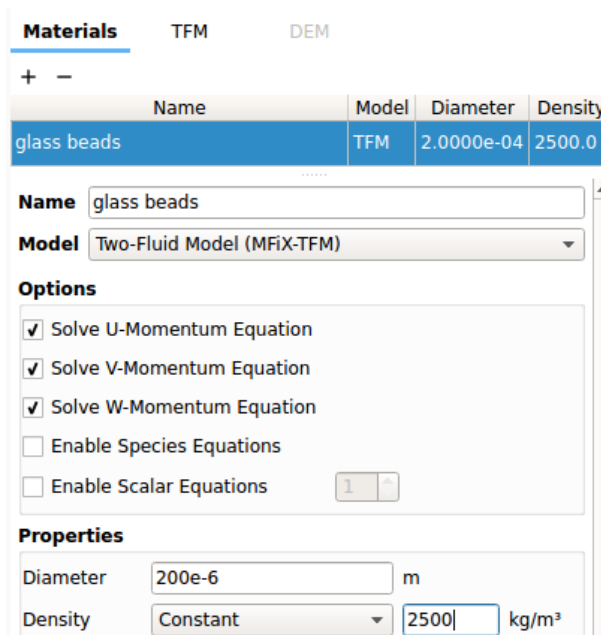 Materials TFM DEM
+ −
Name Model Diameter Density
glass beads TFM 2.0000e-04 2500.0
Name glass beads
Model Two-Fluid Model (MFiX-TFM)
Options
Solve U-Momentum Equation
Solve V-Momentum Equation
Solve W-Momentum Equation
Enable Species Equations
Enable Scalar Equations 1
Properties
Diameter 200e-6 m
Density Constant 2500 kg/m³